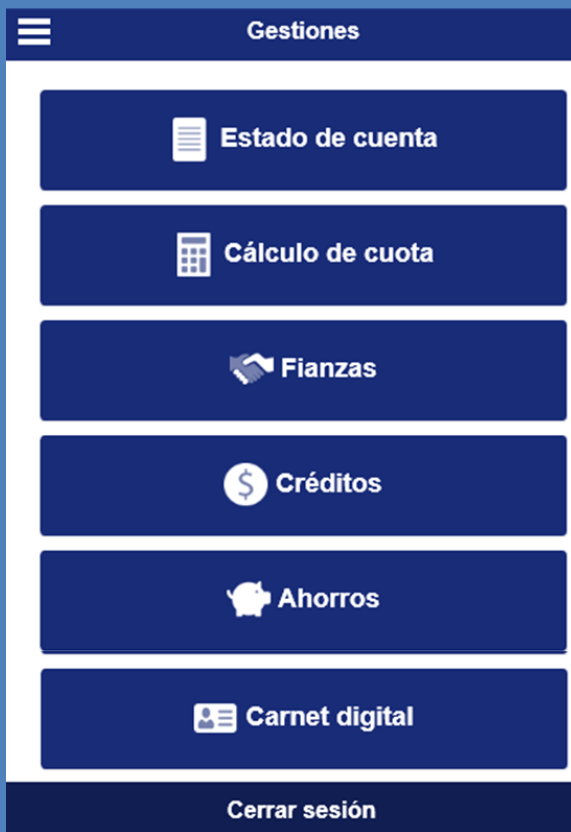 Gestiones
Estado de cuenta
Cálculo de cuota
Fianzas
$ Créditos
Ahorros
Carnet digital
Cerrar sesión